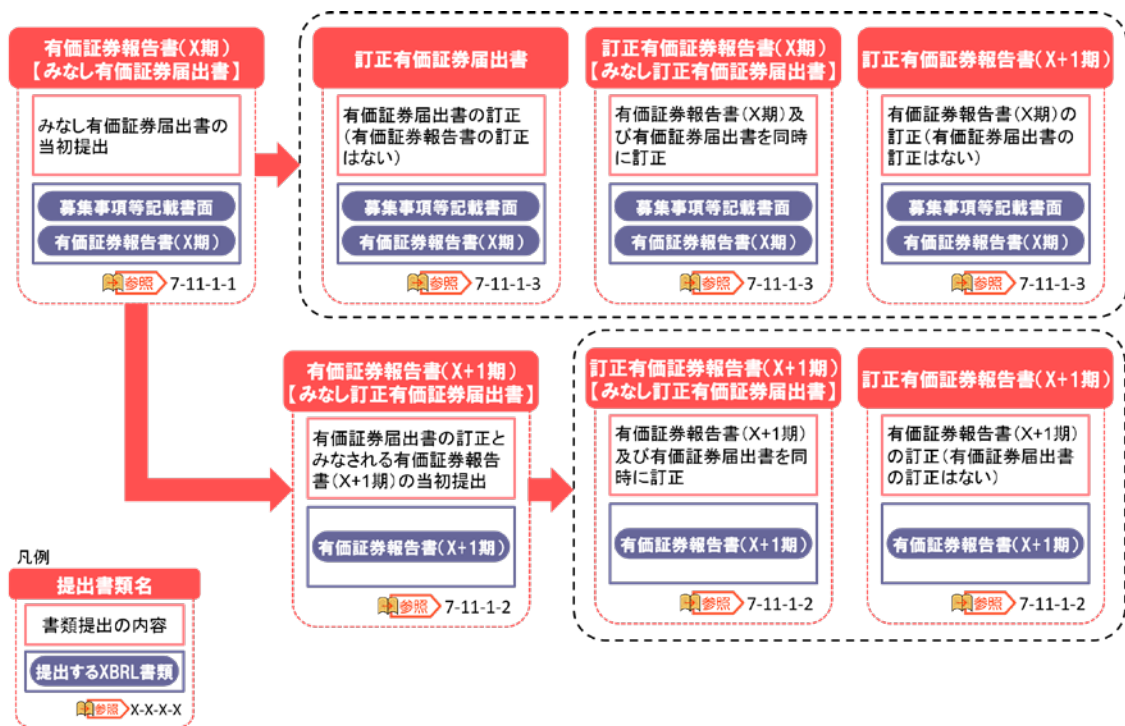 有価証券報告書(X期)
【みなし有価証券届出書】
みなし有価証券届出書の
当初提出
募集事項等記載書面
有価証券報告書(X期)
参照 7-11-1-1
訂正有価証券届出書
有価証券届出書の訂正
(有価証券報告書の訂正
はない)
募集事項等記載書面
有価証券報告書(X期)
参照 7-11-1-3
訂正有価証券報告書(X期)
【みなし訂正有価証券届出書】
有価証券報告書(X期)及
び有価証券届出書を同時
に訂正
募集事項等記載書面
有価証券報告書(X期)
参照 7-11-1-3
訂正有価証券報告書(X+1期)
有価証券報告書(X期)の
訂正(有価証券届出書の
訂正はない)
募集事項等記載書面
有価証券報告書(X期)
参照 7-11-1-3
有価証券報告書(X+1期)
【みなし訂正有価証券届出書】
有価証券届出書の訂正と
みなされる有価証券報告
書(X+1期)の当初提出
有価証券報告書(X+1期)
参照 7-11-1-2
訂正有価証券報告書(X+1期)
【みなし訂正有価証券届出書】
有価証券報告書(X+1期)
及び有価証券届出書を同
時に訂正
有価証券報告書(X+1期)
参照 7-11-1-2
訂正有価証券報告書(X+1期)
有価証券報告書(X+1期)
の訂正(有価証券届出書
の訂正はない)
有価証券報告書(X+1期)
参照 7-11-1-2
凡例
提出書類名
書類提出の内容
提出するXBRL書類
参照 X-X-X-X